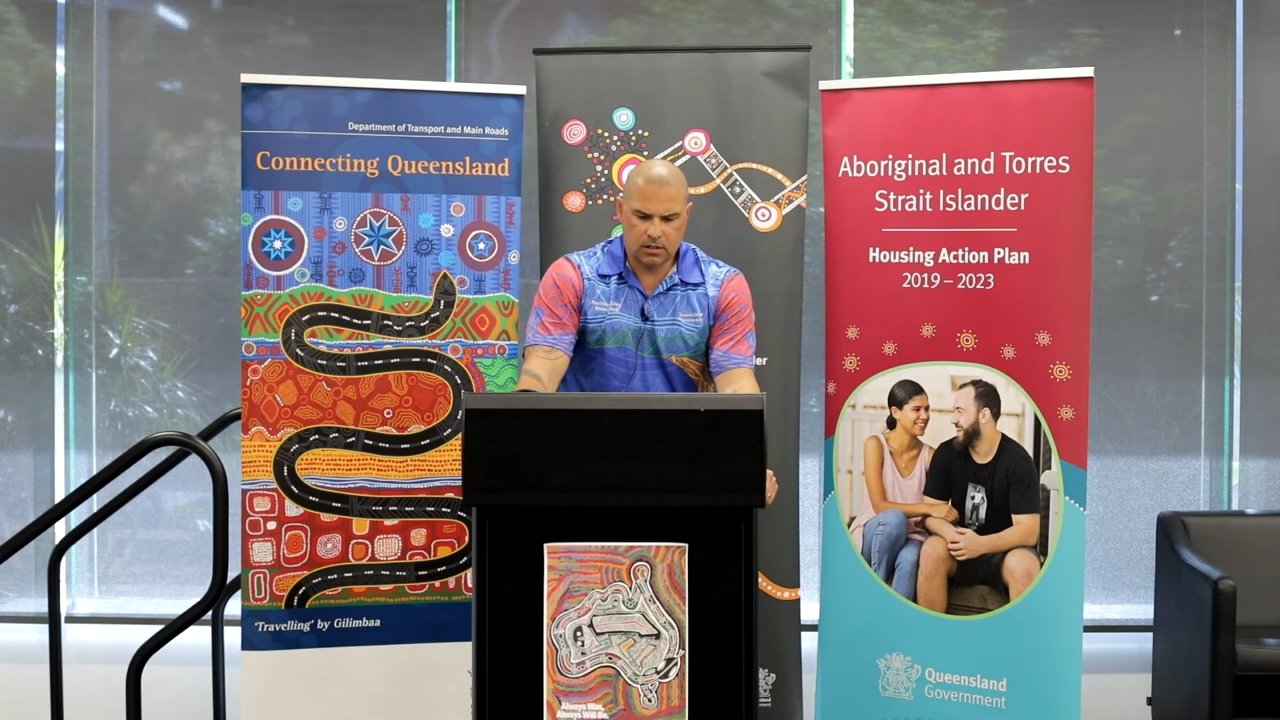 Department of Transport and Main Roads
Connecting Queensland
'Travelling' by Gilimbaa
Aboriginal and Torres
Strait Islander
Housing Action Plan
2019 – 2023
Queensland
Government
Always Was,
Always Will Be.